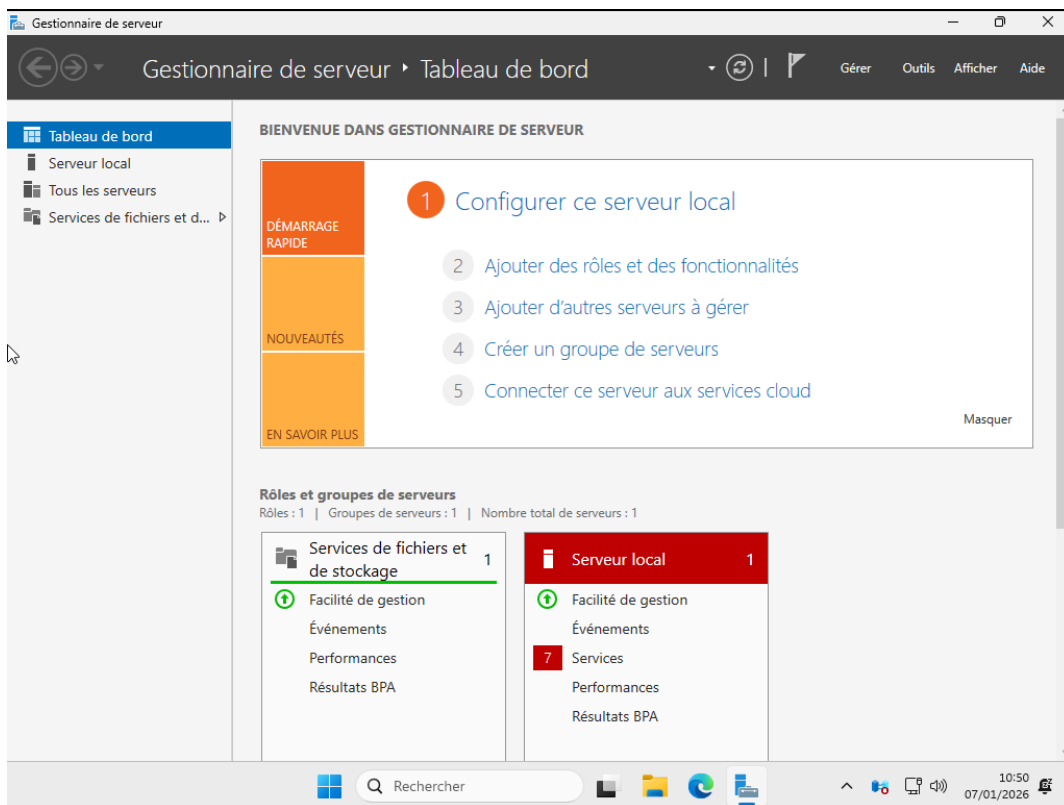 Gestionnaire de serveur
Gestionnaire de serveur ‣ Tableau de bord
Gérer Outils Afficher Aide
Tableau de bord
Serveur local
Tous les serveurs
Services de fichiers et d...
BIENVENUE DANS GESTIONNAIRE DE SERVEUR
DÉMARRAGE
RAPIDE
NOUVEAUTÉS
EN SAVOIR PLUS
1 Configurer ce serveur local
2 Ajouter des rôles et des fonctionnalités
3 Ajouter d’autres serveurs à gérer
4 Créer un groupe de serveurs
5 Connecter ce serveur aux services cloud
Masquer
Rôles et groupes de serveurs
Rôles : 1 | Groupes de serveurs : 1 | Nombre total de serveurs : 1
Services de fichiers et
de stockage
1
Facilité de gestion
Événements
Performances
Résultats BPA
Serveur local 1
Facilité de gestion
Événements
7 Services
Performances
Résultats BPA
Rechercher
10:50
07/01/2026